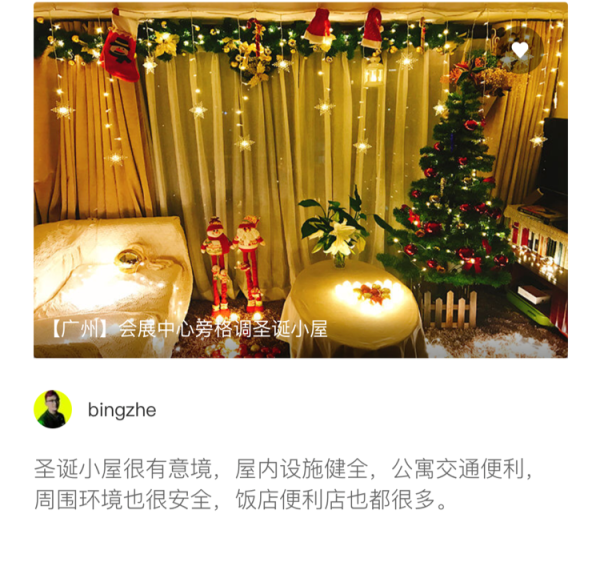 【广州】会展中心旁格调圣诞小屋
bingzhe
圣诞小屋很有意境，屋内设施健全，公寓交通便利，
周围环境也很安全，饭店便利店也都很多。